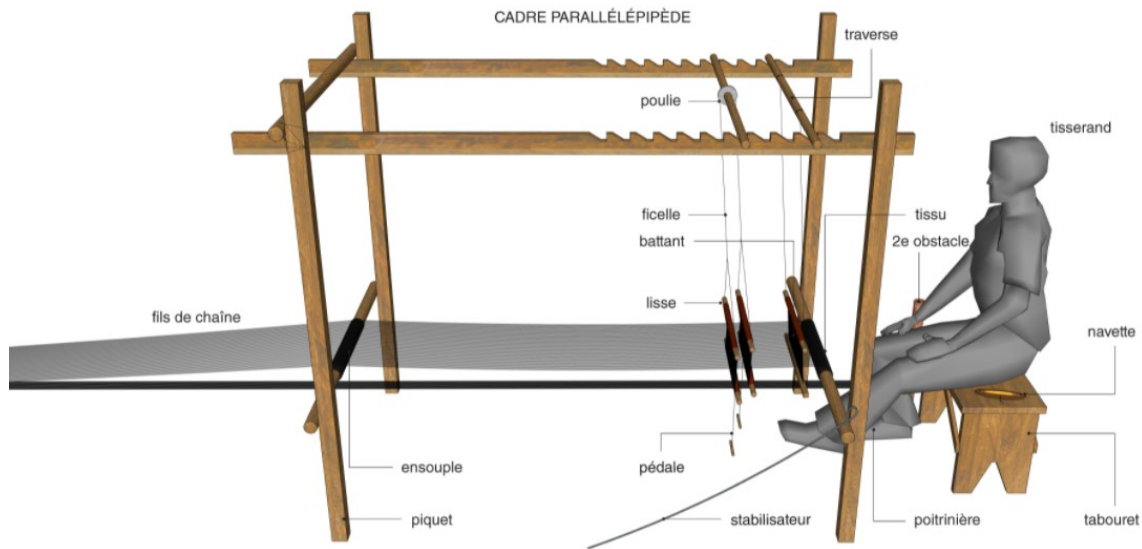 CADRE PARALLÉLÉPIPÈDE
traverse
poulie
tisserand
ficelle
tissu
battant
2e obstacle
lisse
fils de chaîne
navette
ensouple
pédale
piquet
stabilisateur
poitrinière
tabouret